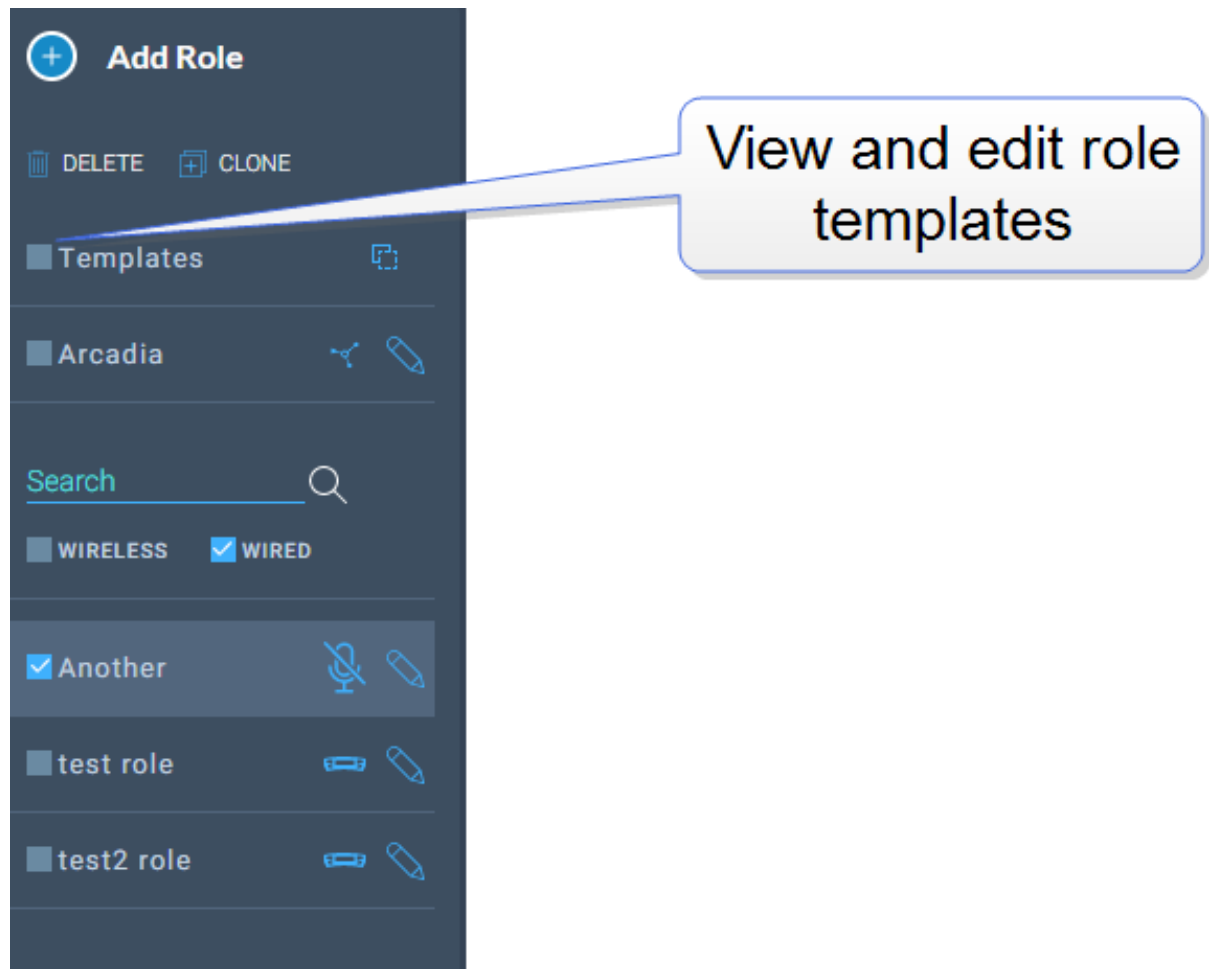 Add Role
DELETE CLONE
Templates
Arcadia
Search
WIRELESS WIRED
Another
test role
test2 role
View and edit role
templates